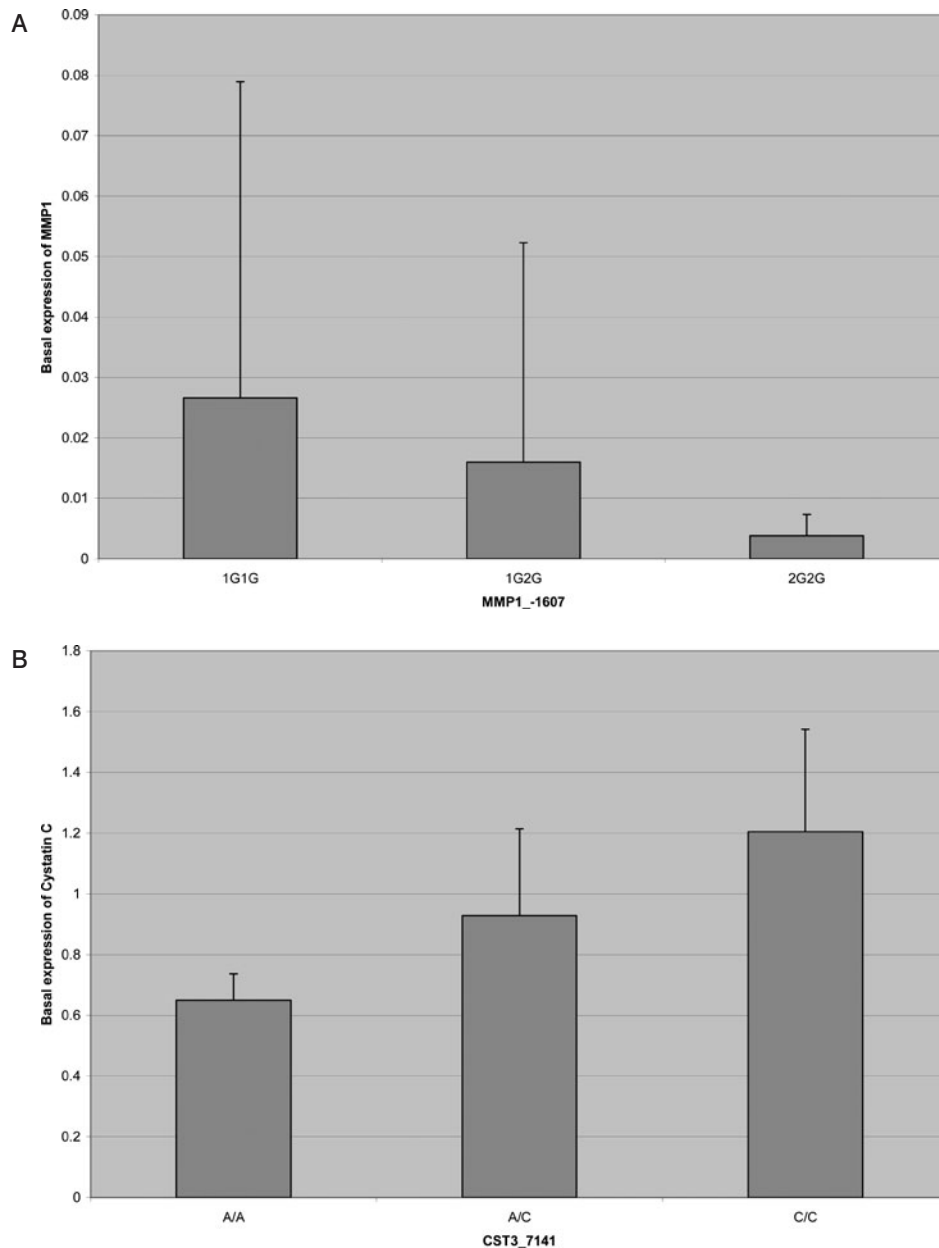 A
0.09
0.08
0.07
0.06
0.05
0.04
0.03
0.02
0.01
0
Basal expression of MMP1
1G1G
1G2G
2G2G
MMP1_-1607
B
1.8
1.6
1.4
1.2
1
0.8
0.6
0.4
0.2
0
Basal expression of Cystatin C
A/A
A/C
C/C
CST3_7141